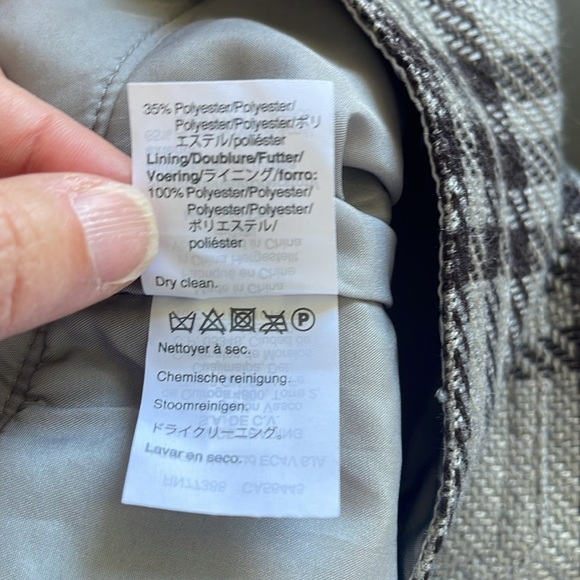 35% Polyester/Polyester/
Polyester/Polyester/ポリ
エステル/poliéster
Lining/Doublure/Futter/
Voering/ライニング/forro:
100% Polyester/Polyester/
Polyester/Polyester/
ポリエステル/
poliéster
Dry clean.
P
Nettoyer à sec.
Chemische reinigung.
Stoomreinigen.
ドライクリーニング。
Lavar en seco.